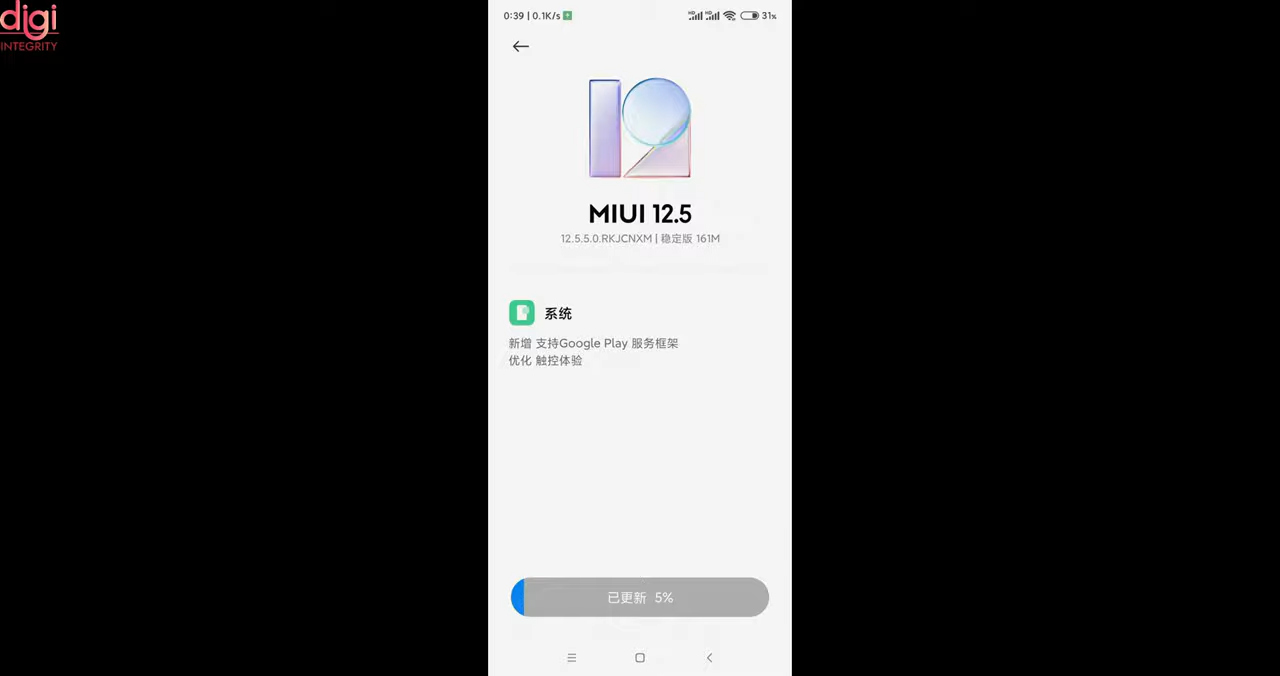 digi
INTEGRITY
0:39 | 0.1K/s
31%
MIUI 12.5
12.5.5.0.RKJCNXM | 稳定版 161M
系统
新增 支持Google Play 服务框架
优化 触控体验
已更新 5%